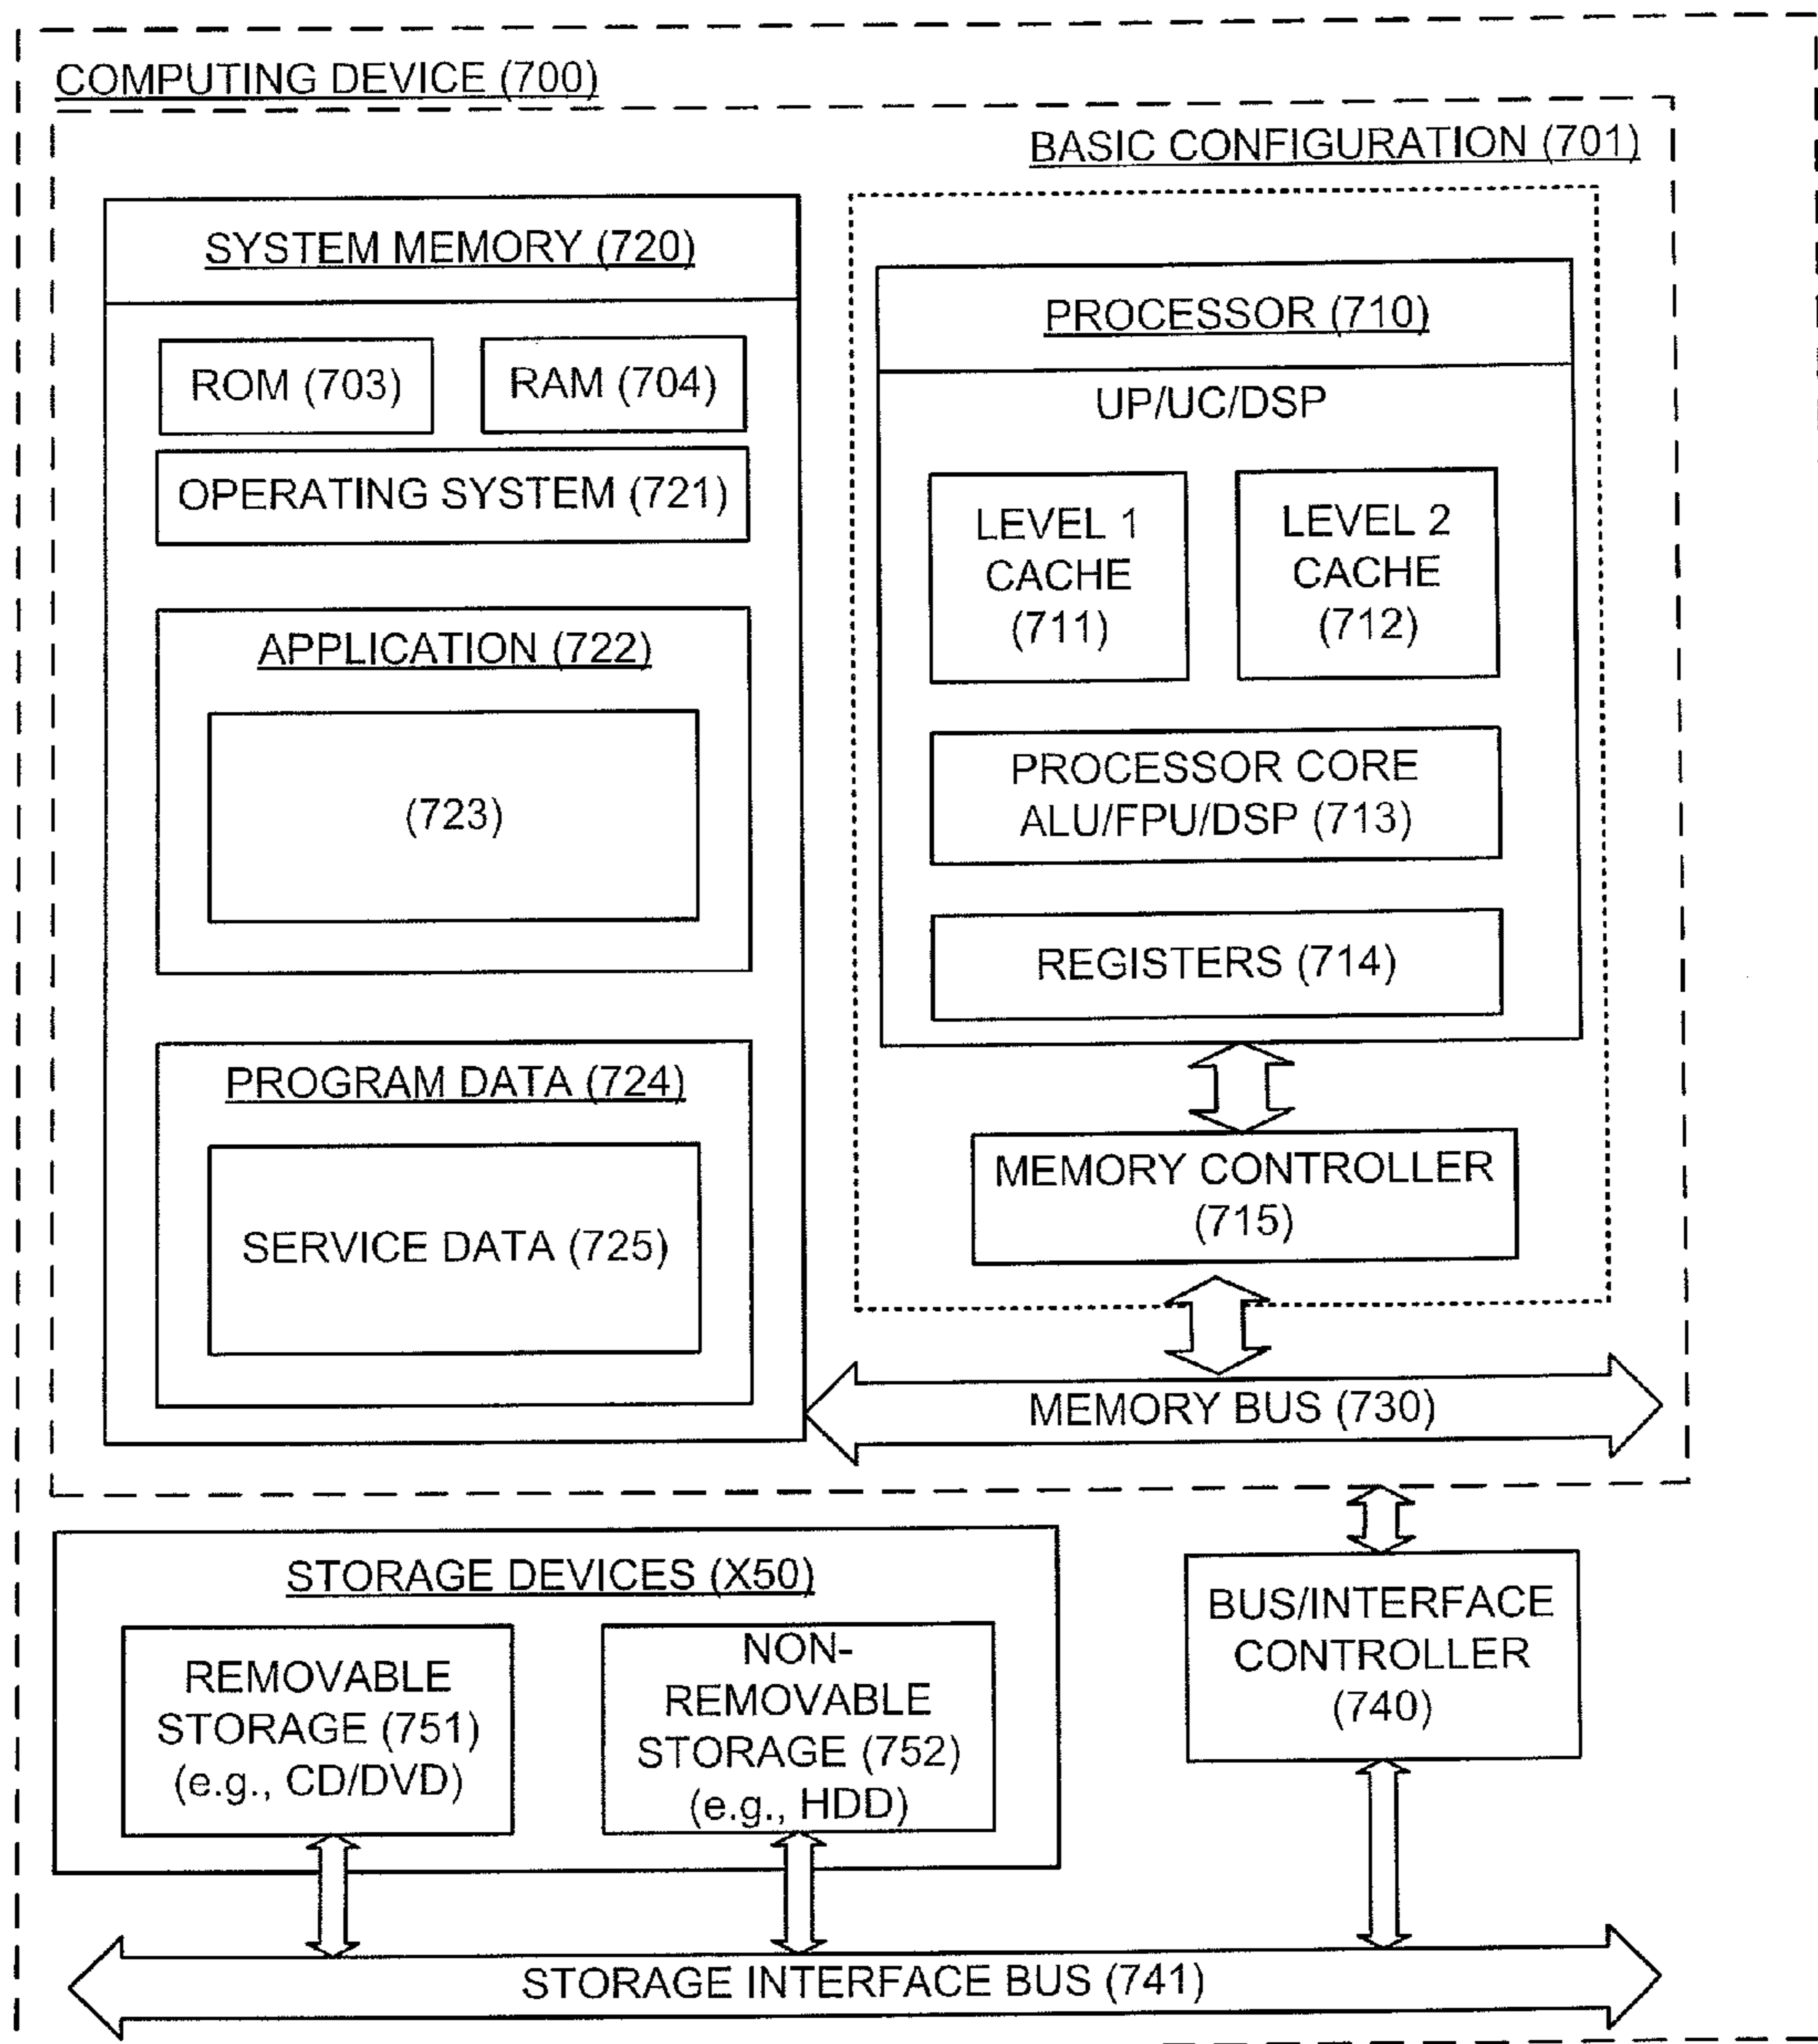 COMPUTING DEVICE (700)
BASIC CONFIGURATION (701)
SYSTEM MEMORY (720)
ROM (703)
RAM (704)
OPERATING SYSTEM (721)
APPLICATION (722)
(723)
PROGRAM DATA (724)
SERVICE DATA (725)
PROCESSOR (710)
UP/UC/DSP
LEVEL 1
CACHE
(711)
LEVEL 2
CACHE
(712)
PROCESSOR CORE
ALU/FPU/DSP (713)
REGISTERS (714)
MEMORY CONTROLLER
(715)
MEMORY BUS (730)
STORAGE DEVICES (X50)
REMOVABLE
STORAGE (751)
(e.g., CD/DVD)
NON-
REMOVABLE
STORAGE (752)
(e.g., HDD)
BUS/INTERFACE
CONTROLLER
(740)
STORAGE INTERFACE BUS (741)